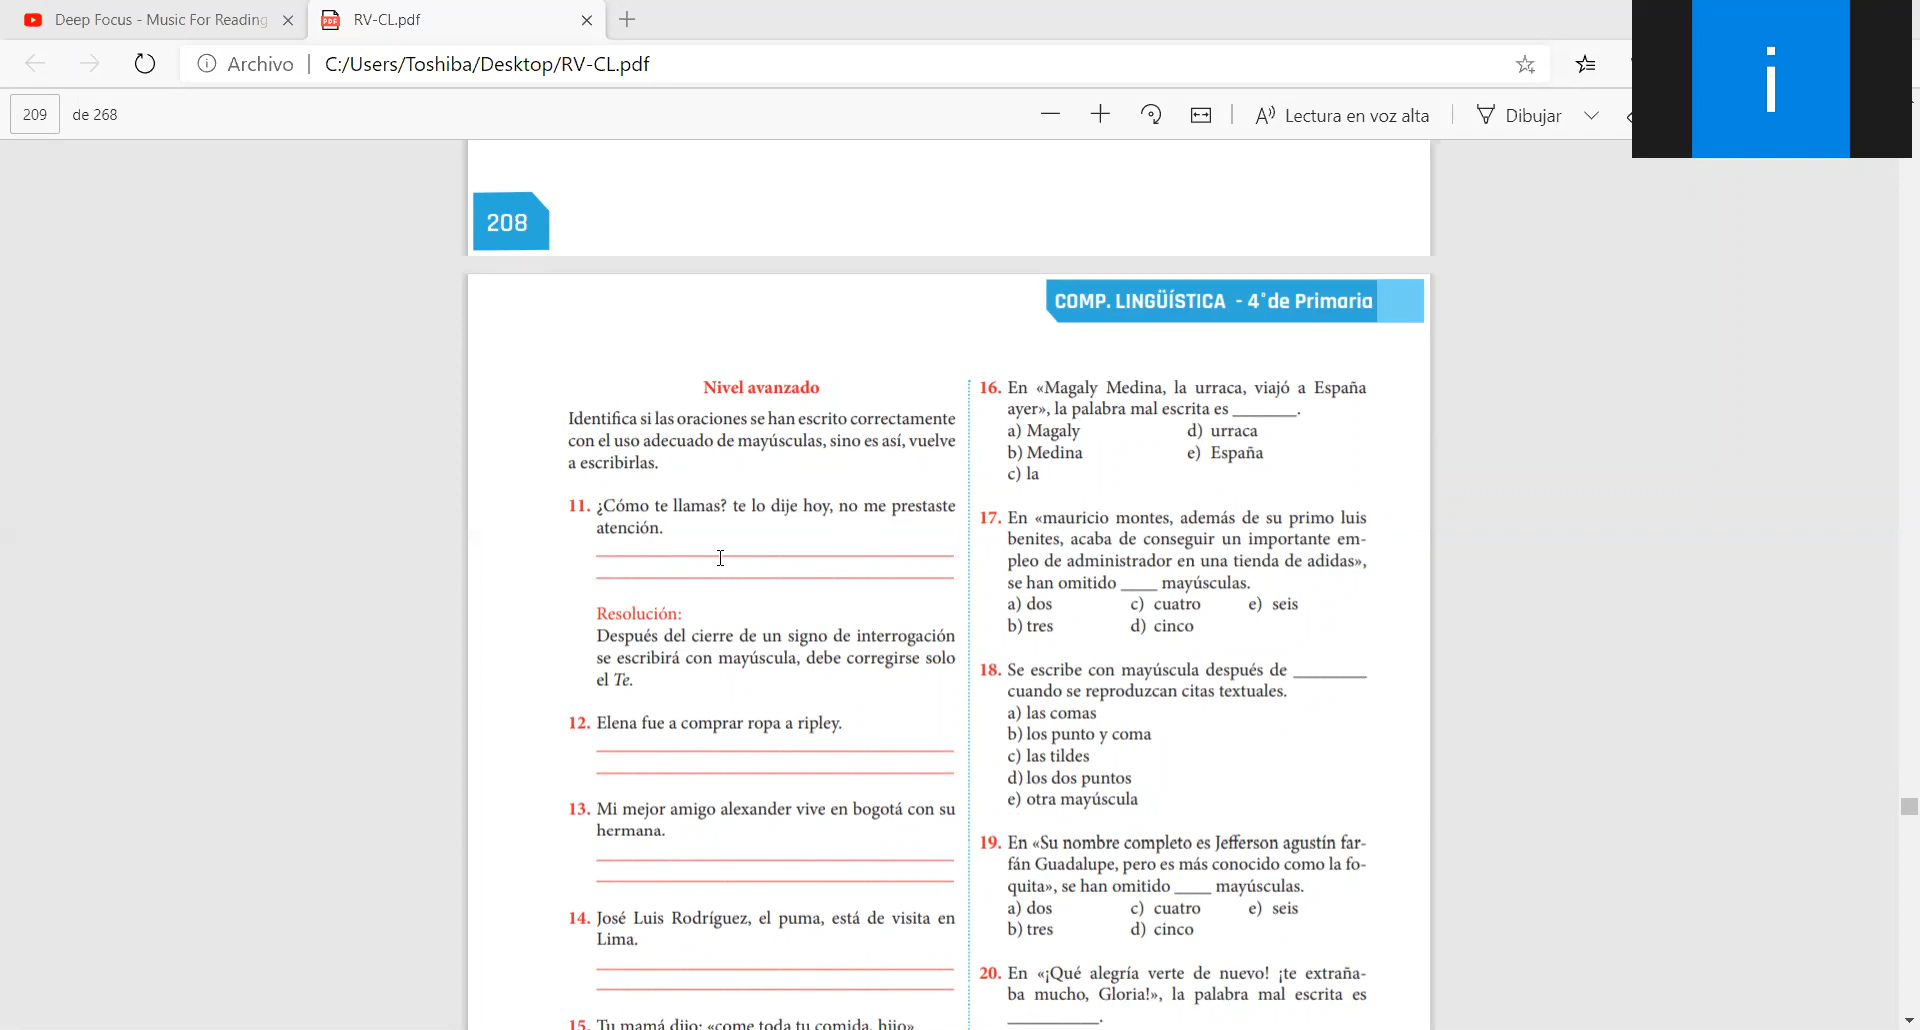 Deep Focus - Music For Reading
RV-CL.pdf
Archivo | C:/Users/Toshiba/Desktop/RV-CL.pdf
209 de 268
Lectura en voz alta
Dibujar
i
208
COMP. LINGÜÍSTICA - 4° de Primaria
Nivel avanzado
Identifica si las oraciones se han escrito correctamente
con el uso adecuado de mayúsculas, sino es así, vuelve
a escribirlas.
11. ¿Cómo te llamas? te lo dije hoy, no me prestaste
atención.
Resolución:
Después del cierre de un signo de interrogación
se escribirá con mayúscula, debe corregirse solo
el Te.
12. Elena fue a comprar ropa a ripley.
13. Mi mejor amigo alexander vive en bogotá con su
hermana.
14. José Luis Rodríguez, el puma, está de visita en
Lima.
15. Tu mamá dijo: «come toda tu comida, hijo»
16. En «Magaly Medina, la urraca, viajó a España
ayer», la palabra mal escrita es ________.
a) Magaly d) urraca
b) Medina e) España
c) la
17. En «mauricio montes, además de su primo luis
benites, acaba de conseguir un importante em-
pleo de administrador en una tienda de adidas»,
se han omitido ____ mayúsculas.
a) dos c) cuatro e) seis
b) tres d) cinco
18. Se escribe con mayúscula después de ________
cuando se reproduzcan citas textuales.
a) las comas
b) los punto y coma
c) las tildes
d) los dos puntos
e) otra mayúscula
19. En «Su nombre completo es Jefferson agustín far-
fán Guadalupe, pero es más conocido como la fo-
quita», se han omitido ____ mayúsculas.
a) dos c) cuatro e) seis
b) tres d) cinco
20. En «¡Qué alegría verte de nuevo! ¡te extraña-
ba mucho, Gloria!», la palabra mal escrita es
__________.